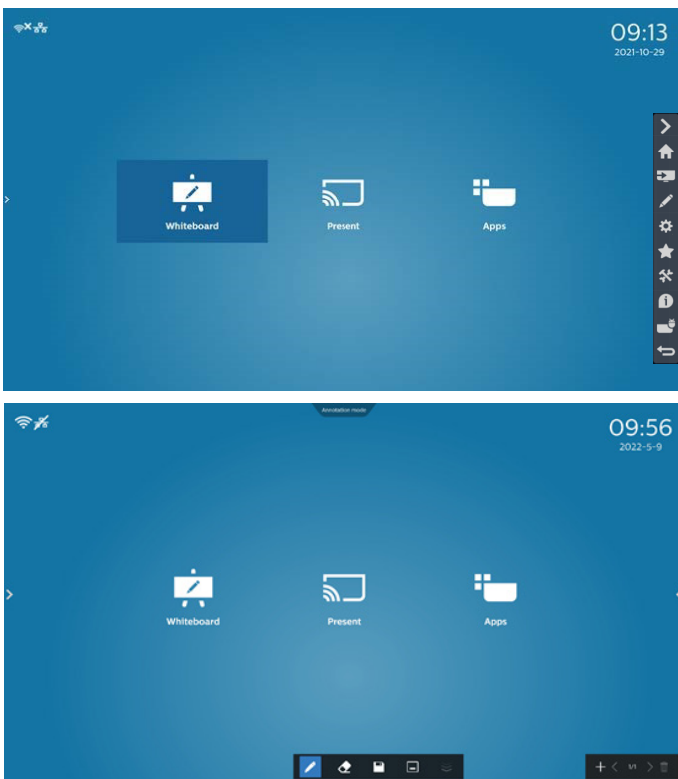 09:13
2021-10-29
Whiteboard
Present
Apps
Annotation mode
09:56
2022-5-9
Whiteboard
Present
Apps
1/1